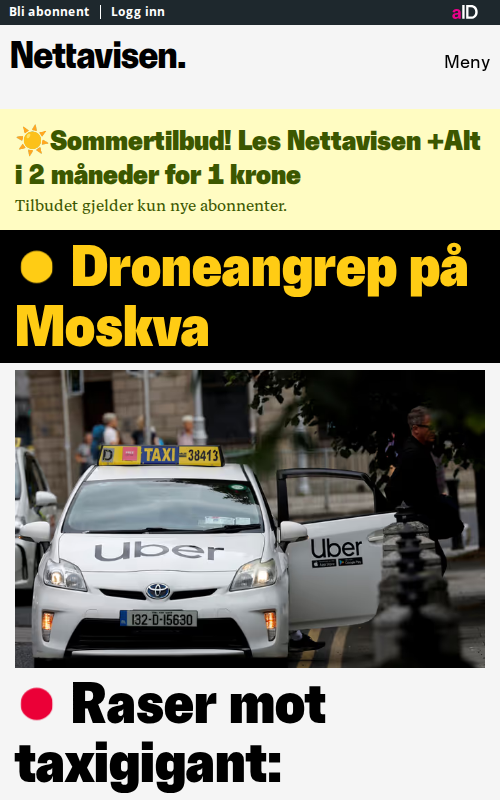 Bli abonnent | Logg inn
aID
Nettavisen.
Meny
Sommertilbud! Les Nettavisen +Alt
i 2 måneder for 1 krone
Tilbudet gjelder kun nye abonnenter.
Droneangrep på
Moskva
TAXI 38413
Uber
Uber
132-D-15630
Raser mot
taxigigant: